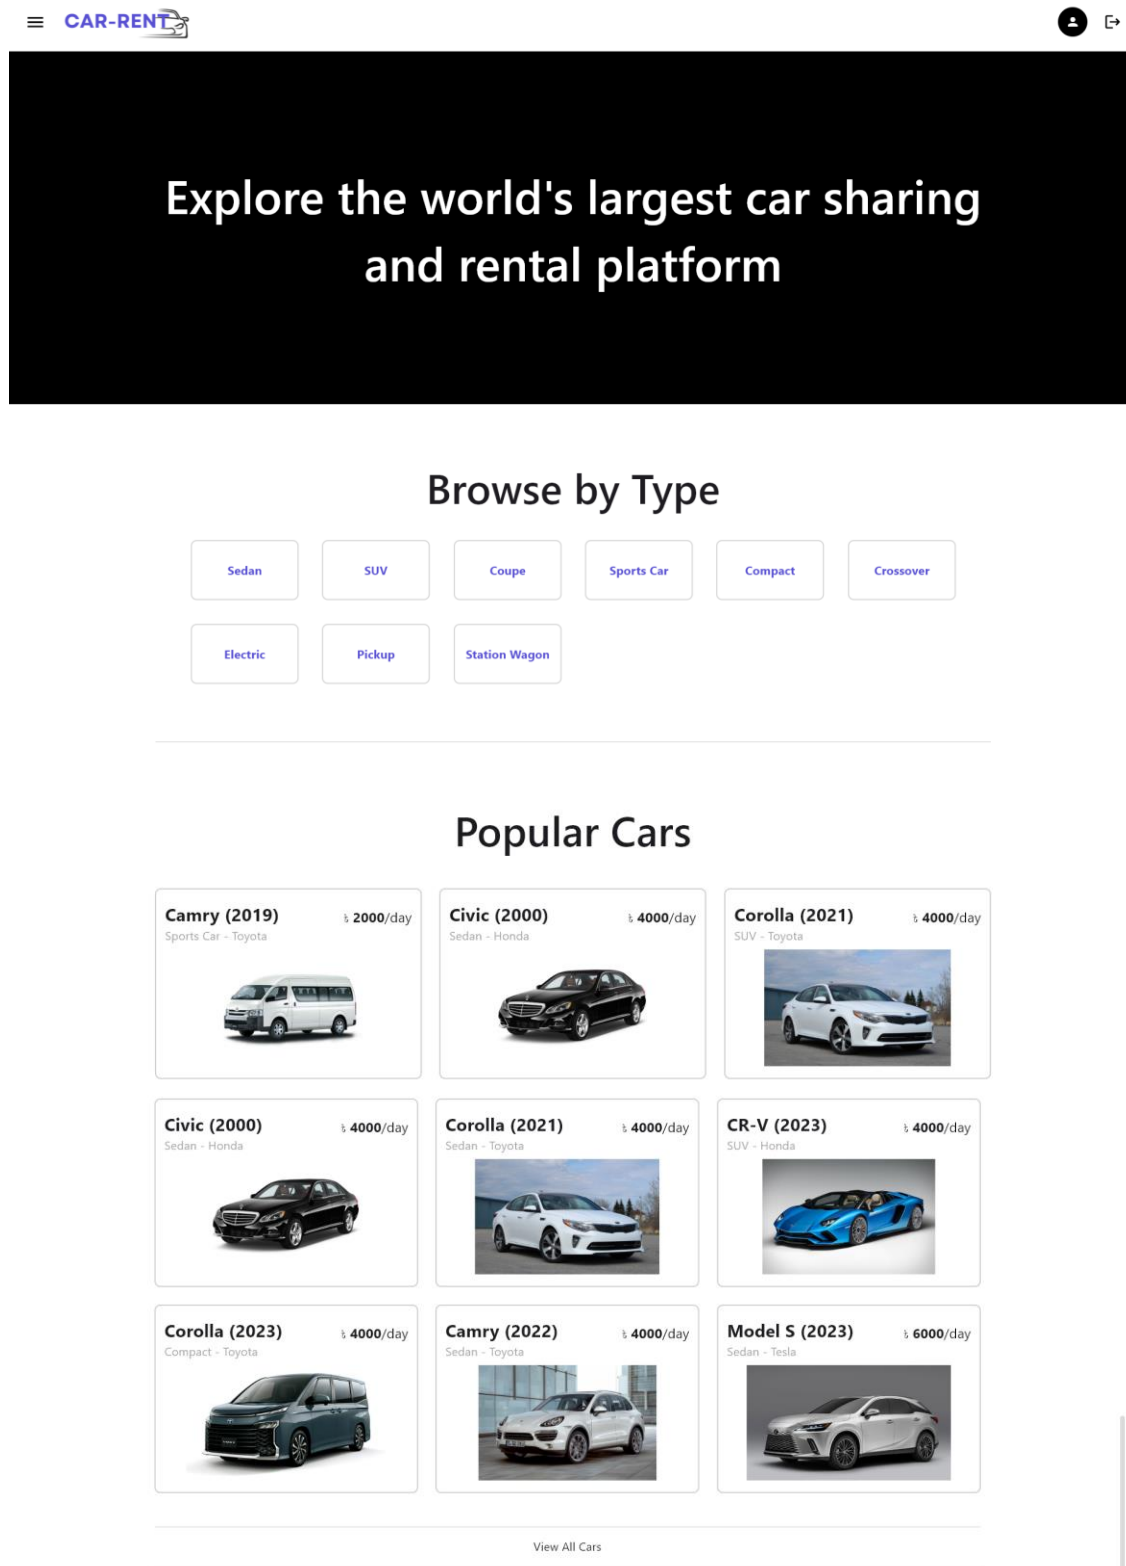 CAR-RENT
Explore the world's largest car sharing
and rental platform
Browse by Type
Sedan
SUV
Coupe
Sports Car
Compact
Crossover
Electric
Pickup
Station Wagon
Popular Cars
Camry (2019)
৳ 2000/day
Sports Car - Toyota
Civic (2000)
৳ 4000/day
Sedan - Honda
Corolla (2021)
৳ 4000/day
SUV - Toyota
Civic (2000)
৳ 4000/day
Sedan - Honda
Corolla (2021)
৳ 4000/day
Sedan - Toyota
CR-V (2023)
৳ 4000/day
SUV - Honda
Corolla (2023)
৳ 4000/day
Compact - Toyota
Camry (2022)
৳ 4000/day
Sedan - Toyota
Model S (2023)
৳ 6000/day
Sedan - Tesla
View All Cars